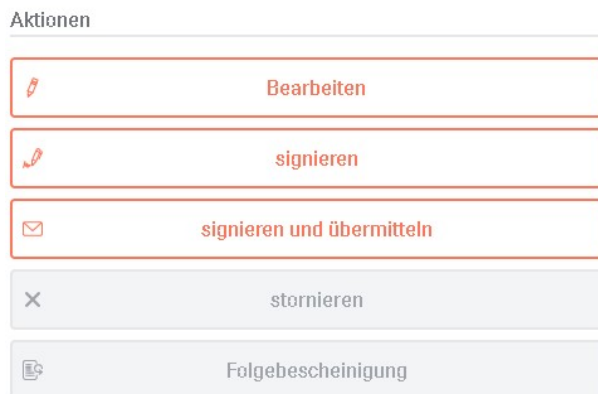 Aktionen
Bearbeiten
signieren
signieren und übermitteln
stornieren
Folgebescheinigung